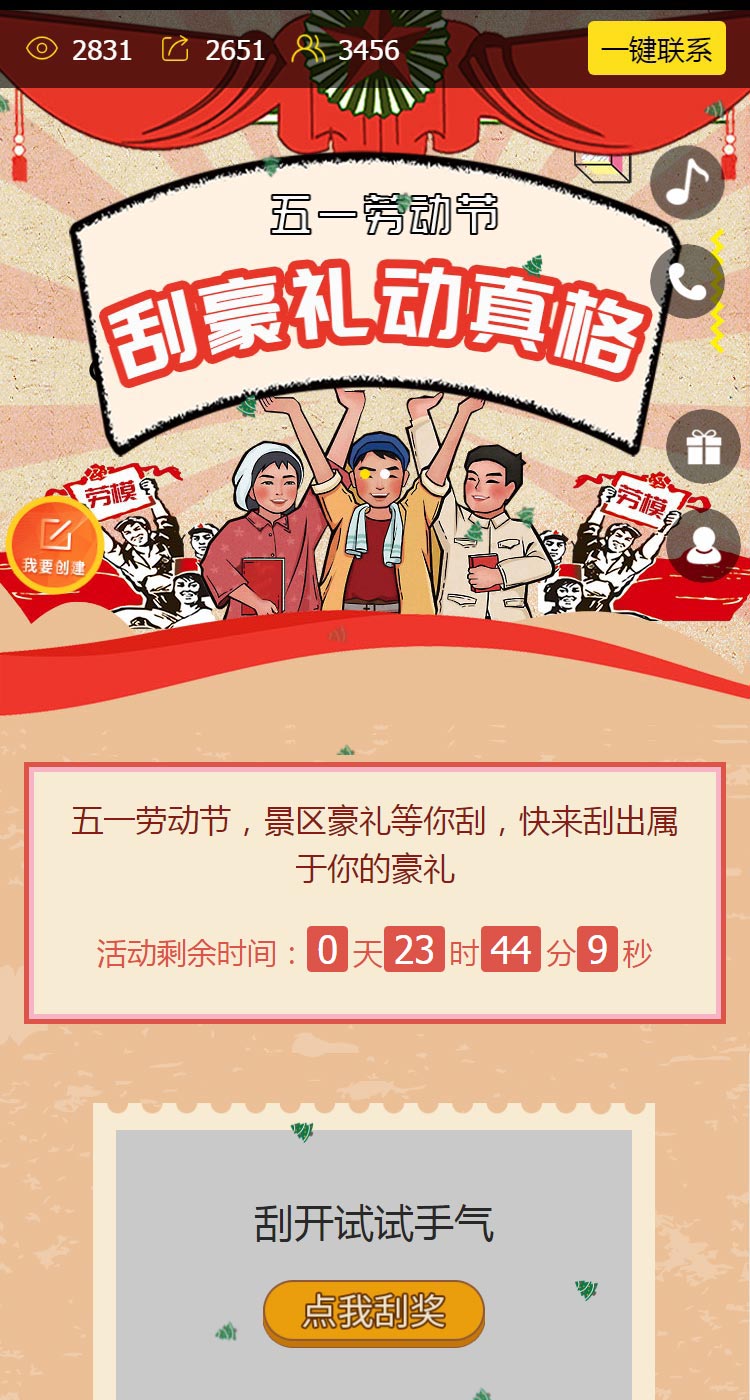 2831 2651 3456 一键联系
五一劳动节
刮豪礼动真格
劳模
劳模
我要创建
五一劳动节，景区豪礼等你刮，快来刮出属
于你的豪礼
活动剩余时间：0天23时44分9秒
刮开试试手气
点我刮奖